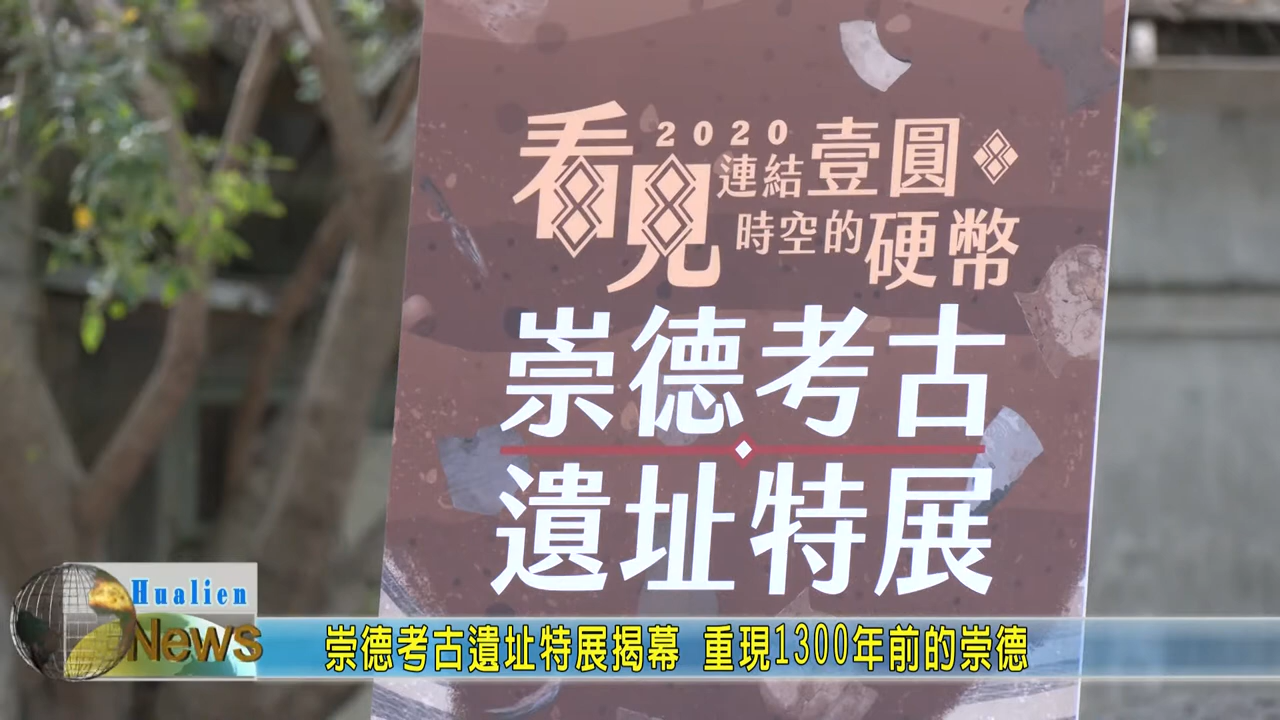 2020
看見連結壹圓
時空的硬幣
崇德考古
遺址特展
Hualien
News
崇德考古遺址特展揭幕 重現1300年前的崇德